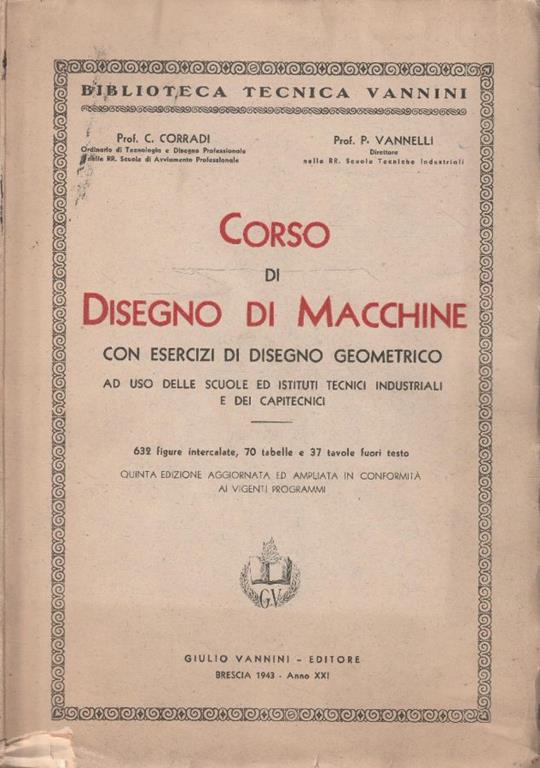 BIBLIOTECA TECNICA VANNINI
Prof. C. CORRADI
Ordinario di Tecnologia e Disegno Professionale
nelle RR. Scuole di Avviamento Professionale
Prof. P. VANNELLI
Direttore
nelle RR. Scuole Tecniche Industriali
CORSO
DI
DISEGNO DI MACCHINE
CON ESERCIZI DI DISEGNO GEOMETRICO
AD USO DELLE SCUOLE ED ISTITUTI TECNICI INDUSTRIALI
E DEI CAPITECNICI
632 figure intercalate, 70 tabelle e 37 tavole fuori testo
QUINTA EDIZIONE AGGIORNATA ED AMPLIATA IN CONFORMITÀ
AI VIGENTI PROGRAMMI
G.V.
GIULIO VANNINI - EDITORE
BRESCIA 1943 - Anno XXI